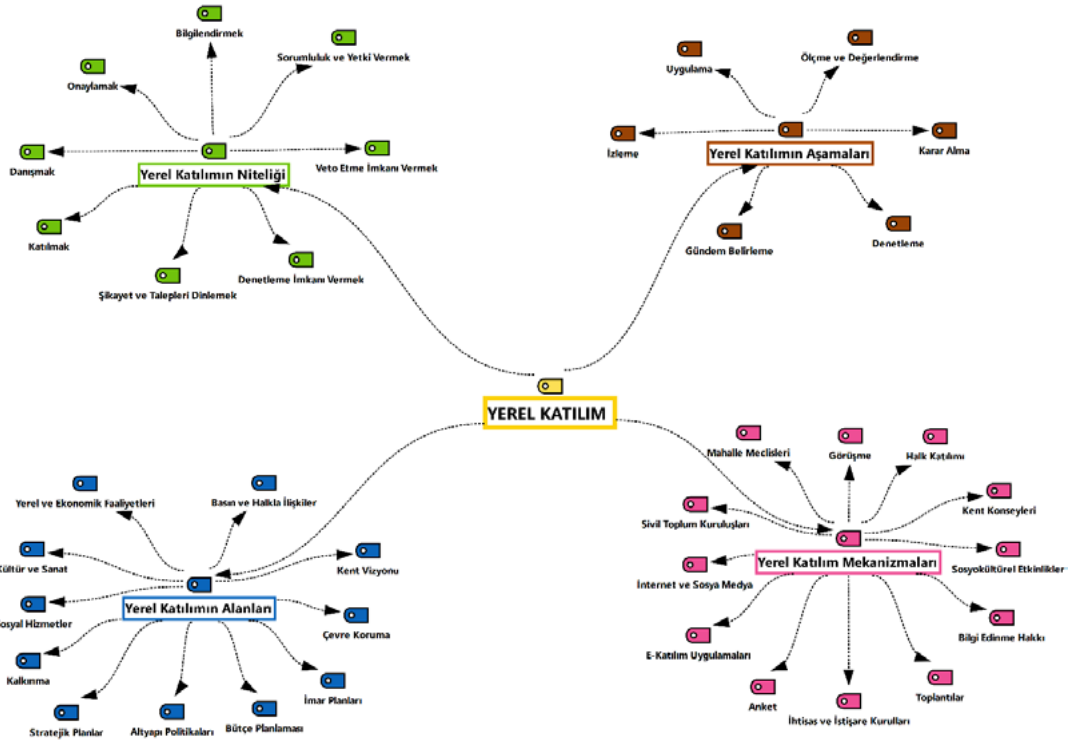 Bilgilendirmek
Sorumluluk ve Yetki Vermek
Onaylamak
Danışmak
Veto Etme İmkanı Vermek
Yerel Katılımın Niteliği
Katılmak
Denetleme İmkanı Vermek
Şikayet ve Talepleri Dinlemek
Ölçme ve Değerlendirme
Uygulama
İzleme
Karar Alma
Yerel Katılımın Aşamaları
Denetleme
Gündem Belirleme
YEREL KATILIM
Yerel ve Ekonomik Faaliyetleri
Basın ve Halkla İlişkiler
Kültür ve Sanat
Kent Vizyonu
Yerel Katılımın Alanları
osyal Hizmetler
Çevre Koruma
Kalkınma
İmar Planları
Stratejik Planlar
Altyapı Politikaları
Bütçe Planlaması
Mahalle Meclisleri
Görüşme
Halk Katılımı
Kent Konseyleri
Sivil Toplum Kuruluşları
Yerel Katılım Mekanizmaları
Sosyokültürel Etkinlikler
İnternet ve Sosya Medya
Bilgi Edinme Hakkı
E-Katılım Uygulamaları
Toplantılar
Anket
İhtisas ve İstişare Kurulları